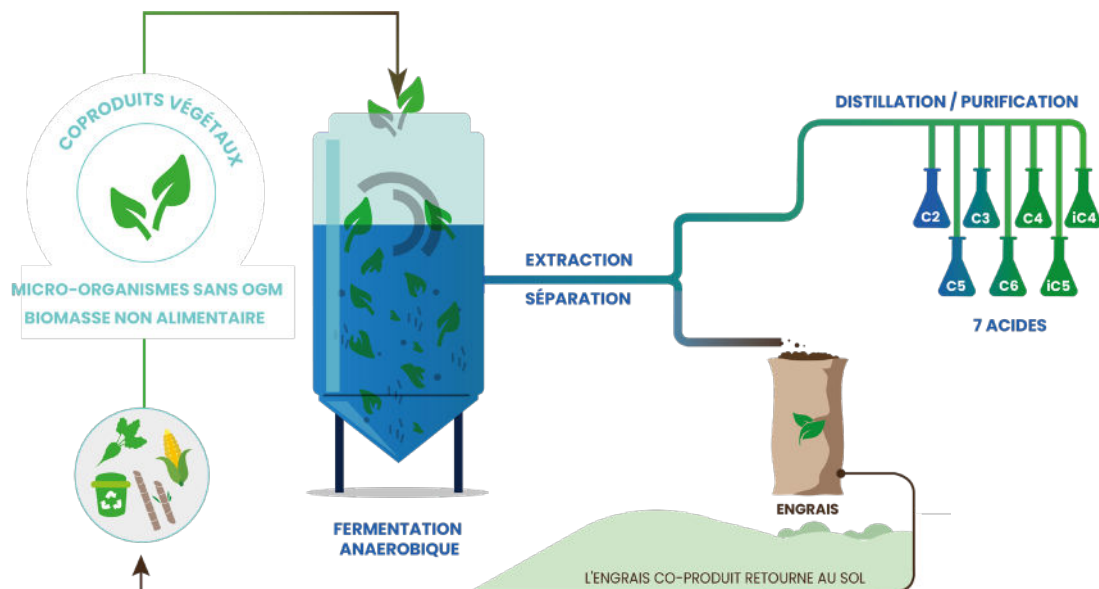 COPRODUITS VÉGÉTAUX
MICRO-ORGANISMES SANS OGM
BIOMASSE NON ALIMENTAIRE
FERMENTATION
ANAEROBIQUE
EXTRACTION
SÉPARATION
DISTILLATION / PURIFICATION
C2
C3
C4
iC4
C5
C6
iC5
7 ACIDES
ENGRAIS
L'ENGRAIS CO-PRODUIT RETOURNE AU SOL